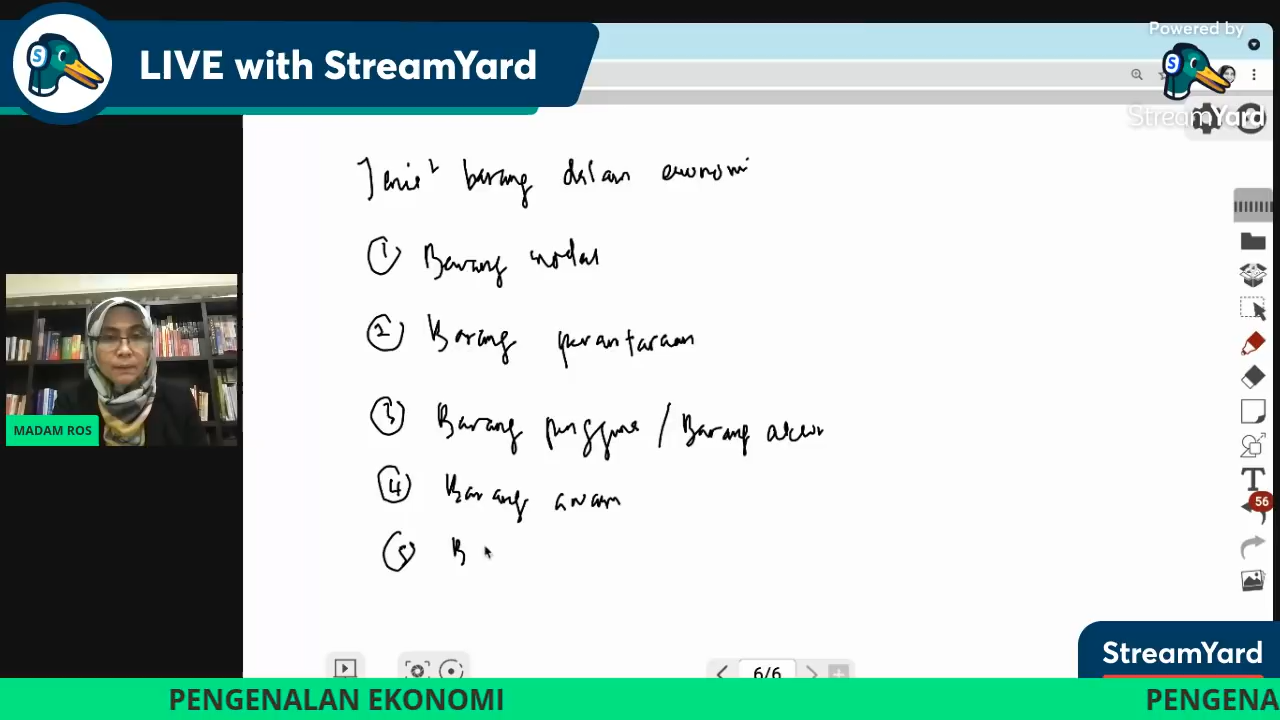 Powered by
LIVE with StreamYard
StreamYard
Jenis² barang dalam ekonomi
① Barang modal
② Barang perantaraan
③ Barang pengguna / Barang akhir
④ Barang awam
⑤ B
MADAM ROS
56
6/6
StreamYard
PENGENALAN EKONOMI
PENGENA